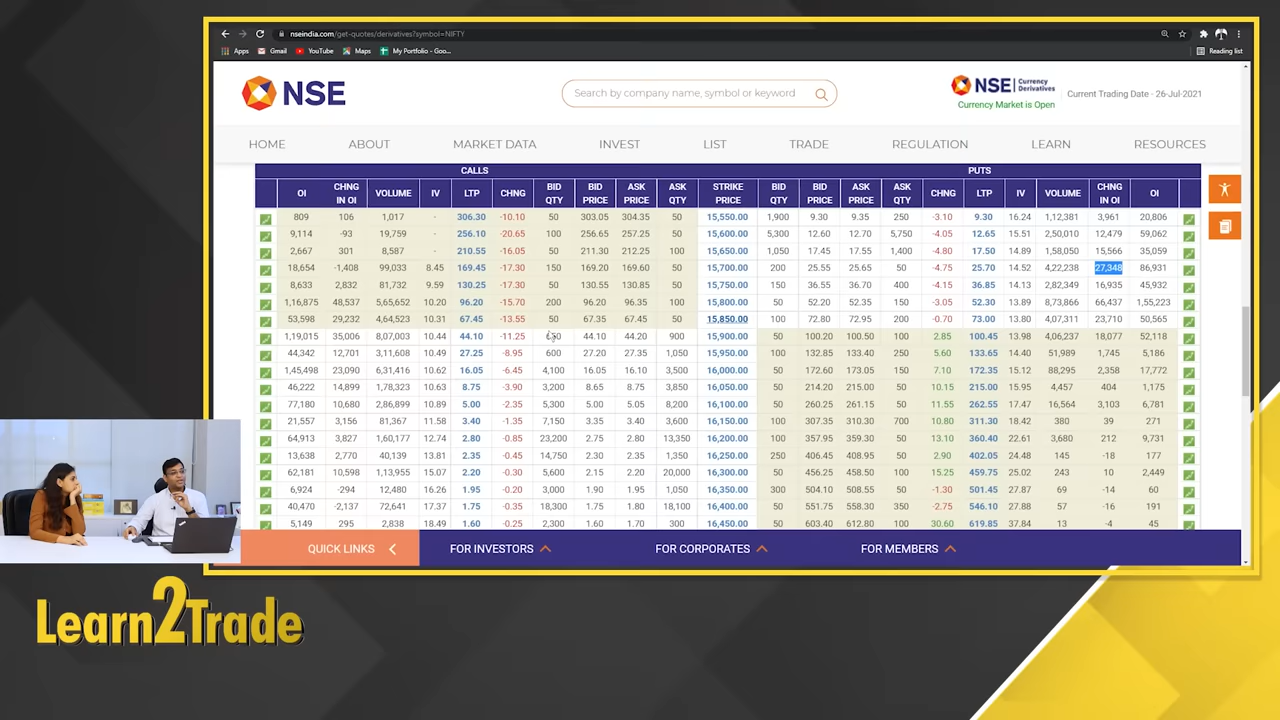 nseindia.com/get-quotes/derivatives?symbol=NIFTY
Apps Gmail YouTube Maps My Portfolio - Goo... Reading list
NSE
Search by company name, symbol or keyword
NSE Currency Derivatives
Currency Market is Open
Current Trading Date - 26-Jul-2021
HOME ABOUT MARKET DATA INVEST LIST TRADE REGULATION LEARN RESOURCES
CALLS PUTS
OI CHNG IN OI VOLUME IV LTP CHNG BID QTY BID PRICE ASK PRICE ASK QTY STRIKE PRICE BID QTY BID PRICE ASK PRICE ASK QTY CHNG LTP IV VOLUME CHNG IN OI OI
809 106 1,017 - 306.30 -10.10 50 303.05 304.35 50 15,550.00 1,900 9.30 9.35 250 -3.10 9.30 16.24 1,12,381 3,961 20,806
9,114 -93 19,759 - 256.10 -20.65 100 256.65 257.25 50 15,600.00 5,300 12.60 12.70 5,750 -4.05 12.65 15.51 2,50,010 12,479 59,062
2,667 301 8,587 - 210.55 -16.05 50 211.30 212.25 100 15,650.00 1,050 17.45 17.55 1,400 -4.80 17.50 14.89 1,58,050 15,566 35,059
18,654 -1,408 99,033 8.45 169.45 -17.30 150 169.20 169.60 50 15,700.00 200 25.55 25.65 50 -4.75 25.70 14.52 4,22,238 27,348 86,931
8,633 2,832 81,732 9.59 130.25 -17.30 50 130.55 130.85 50 15,750.00 150 36.55 36.70 400 -4.15 36.85 14.13 2,82,349 16,935 45,932
1,16,875 48,537 5,65,652 10.20 96.20 -15.70 200 96.20 96.35 100 15,800.00 50 52.20 52.35 150 -3.05 52.30 13.89 8,73,866 66,437 1,55,223
53,598 29,232 4,64,523 10.31 67.45 -13.55 50 67.35 67.45 50 15,850.00 100 72.80 72.95 200 -0.70 73.00 13.80 4,07,311 23,710 50,565
1,19,015 35,006 8,07,003 10.44 44.10 -11.25 44.10 44.20 900 15,900.00 50 100.20 100.50 50 2.85 100.45 13.98 4,06,237 18,077 52,118
44,342 12,701 3,11,608 10.49 27.25 -8.95 600 27.20 27.35 1,050 15,950.00 100 132.85 133.40 250 5.60 133.65 14.40 51,989 1,745 5,186
1,45,498 23,090 6,31,416 10.62 16.05 -6.45 4,100 16.05 16.10 3,500 16,000.00 50 172.60 173.05 150 7.10 172.35 15.12 88,295 2,358 17,772
46,222 14,899 1,78,323 10.63 8.75 -3.90 3,200 8.65 8.75 3,850 16,050.00 50 214.20 215.00 50 10.15 215.00 15.95 4,457 404 1,175
77,180 10,680 2,86,899 10.89 5.00 -2.35 5,300 5.00 5.05 8,200 16,100.00 50 260.25 261.15 50 11.55 262.55 17.47 16,564 3,103 6,781
21,557 3,156 81,367 11.58 3.40 -1.35 7,150 3.35 3.40 3,600 16,150.00 100 307.35 310.30 700 10.80 311.30 18.42 380 39 271
64,913 3,827 1,60,177 12.74 2.80 -0.85 23,200 2.75 2.80 13,350 16,200.00 100 357.95 359.30 50 13.10 360.40 22.61 3,680 212 9,731
13,638 2,770 40,139 13.81 2.35 -0.45 14,750 2.30 2.35 1,350 16,250.00 250 406.45 408.95 50 2.90 402.05 24.48 145 -18 177
62,181 10,598 1,13,955 15.07 2.20 -0.30 5,600 2.15 2.20 20,000 16,300.00 50 456.25 458.50 100 15.25 459.75 25.02 243 10 2,449
6,924 -294 12,480 16.26 1.95 -0.20 3,000 1.90 1.95 1,050 16,350.00 300 504.10 508.55 50 -1.30 501.45 27.87 69 -14 60
40,470 -2,137 72,641 17.37 1.75 -0.35 18,300 1.75 1.80 18,100 16,400.00 50 551.75 558.30 350 -2.75 546.10 28.88 57 -16 191
5,149 295 2,838 18.49 1.60 -0.25 2,300 1.60 1.70 300 16,450.00 50 603.40 612.80 100 30.60 619.85 37.84 13 -4 45
QUICK LINKS FOR INVESTORS FOR CORPORATES FOR MEMBERS
Learn2Trade